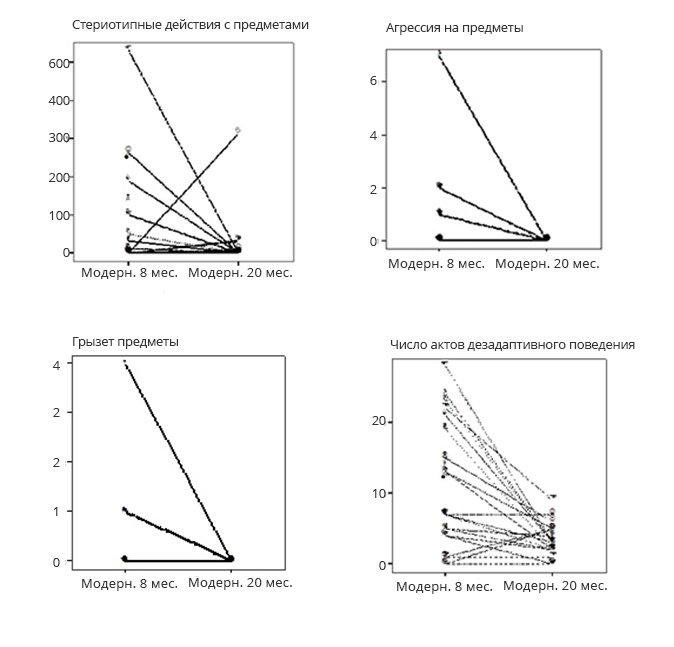 Стериотипные действия с предметами
600
400
300
200
100
0
Модерн. 8 мес. Модерн. 20 мес.
Агрессия на предметы
6
4
2
0
Модерн. 8 мес. Модерн. 20 мес.
Грызет предметы
4
2
2
1
0
Модерн. 8 мес. Модерн. 20 мес.
Число актов дезадаптивного поведения
20
10
0
Модерн. 8 мес. Модерн. 20 мес.